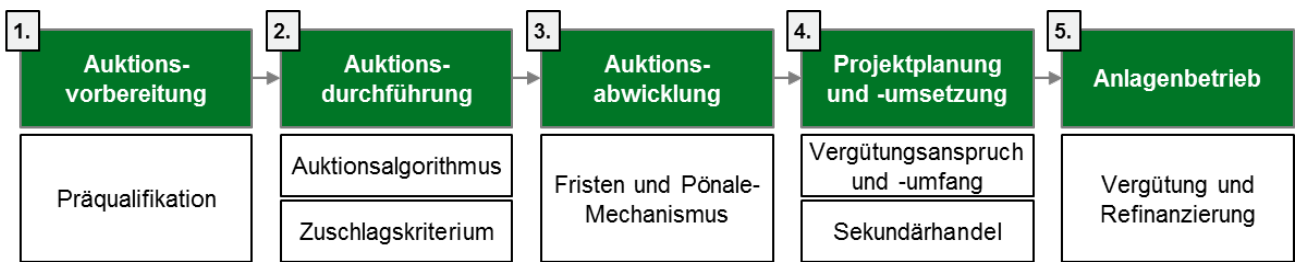 1.
Auktions-
vorbereitung
Präqualifikation
2.
Auktions-
durchführung
Auktionsalgorithmus
Zuschlagskriterium
3.
Auktions-
abwicklung
Fristen und Pönale-
Mechanismus
4.
Projektplanung
und -umsetzung
Vergütungsanspruch
und -umfang
Sekundärhandel
5.
Anlagenbetrieb
Vergütung und
Refinanzierung